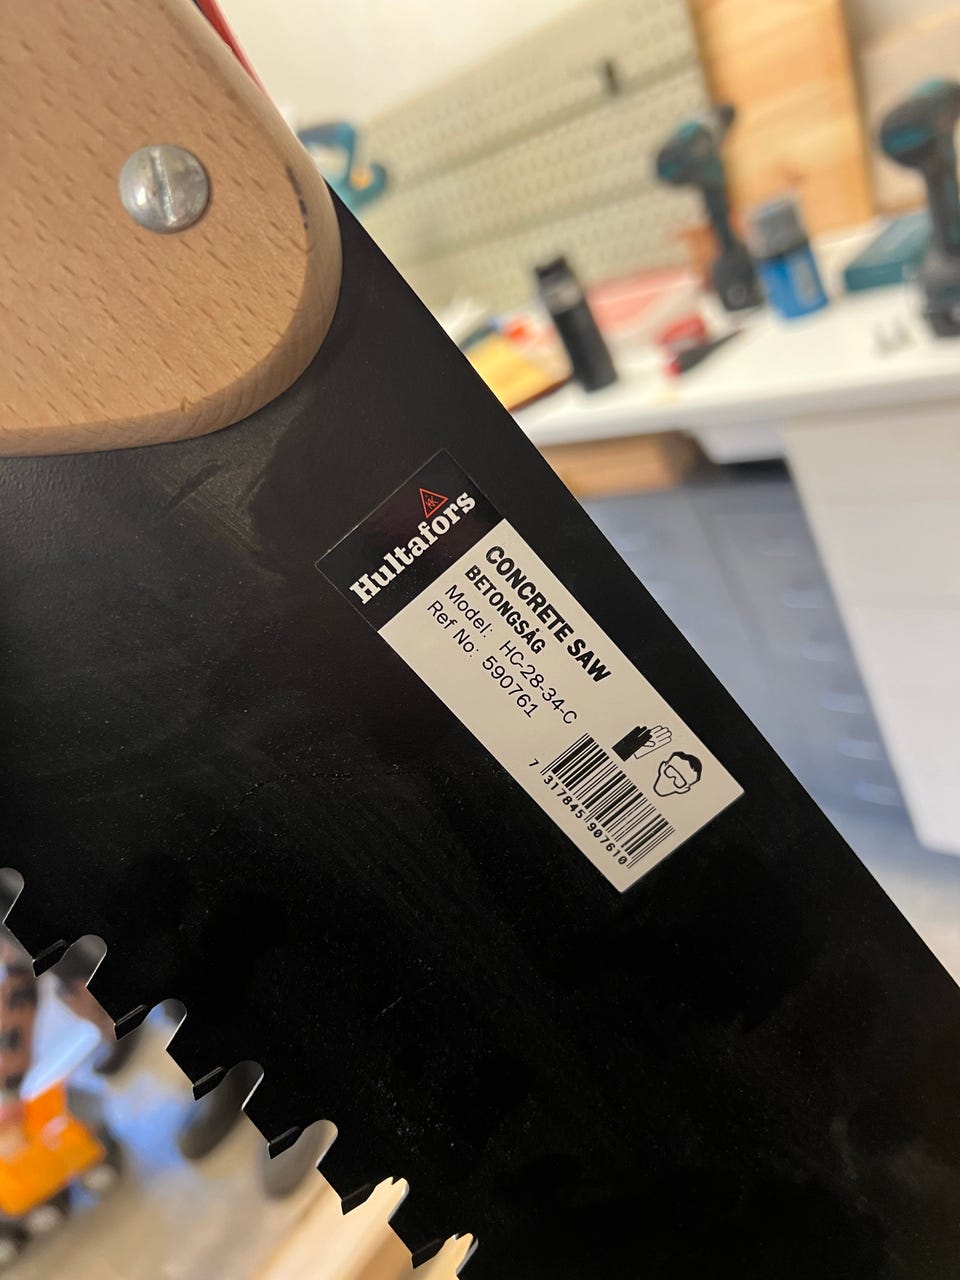 Hultafors
CONCRETE SAW
BETONGSÅG
Model: HC-28-34-C
Ref No: 590761
7 317845 907610